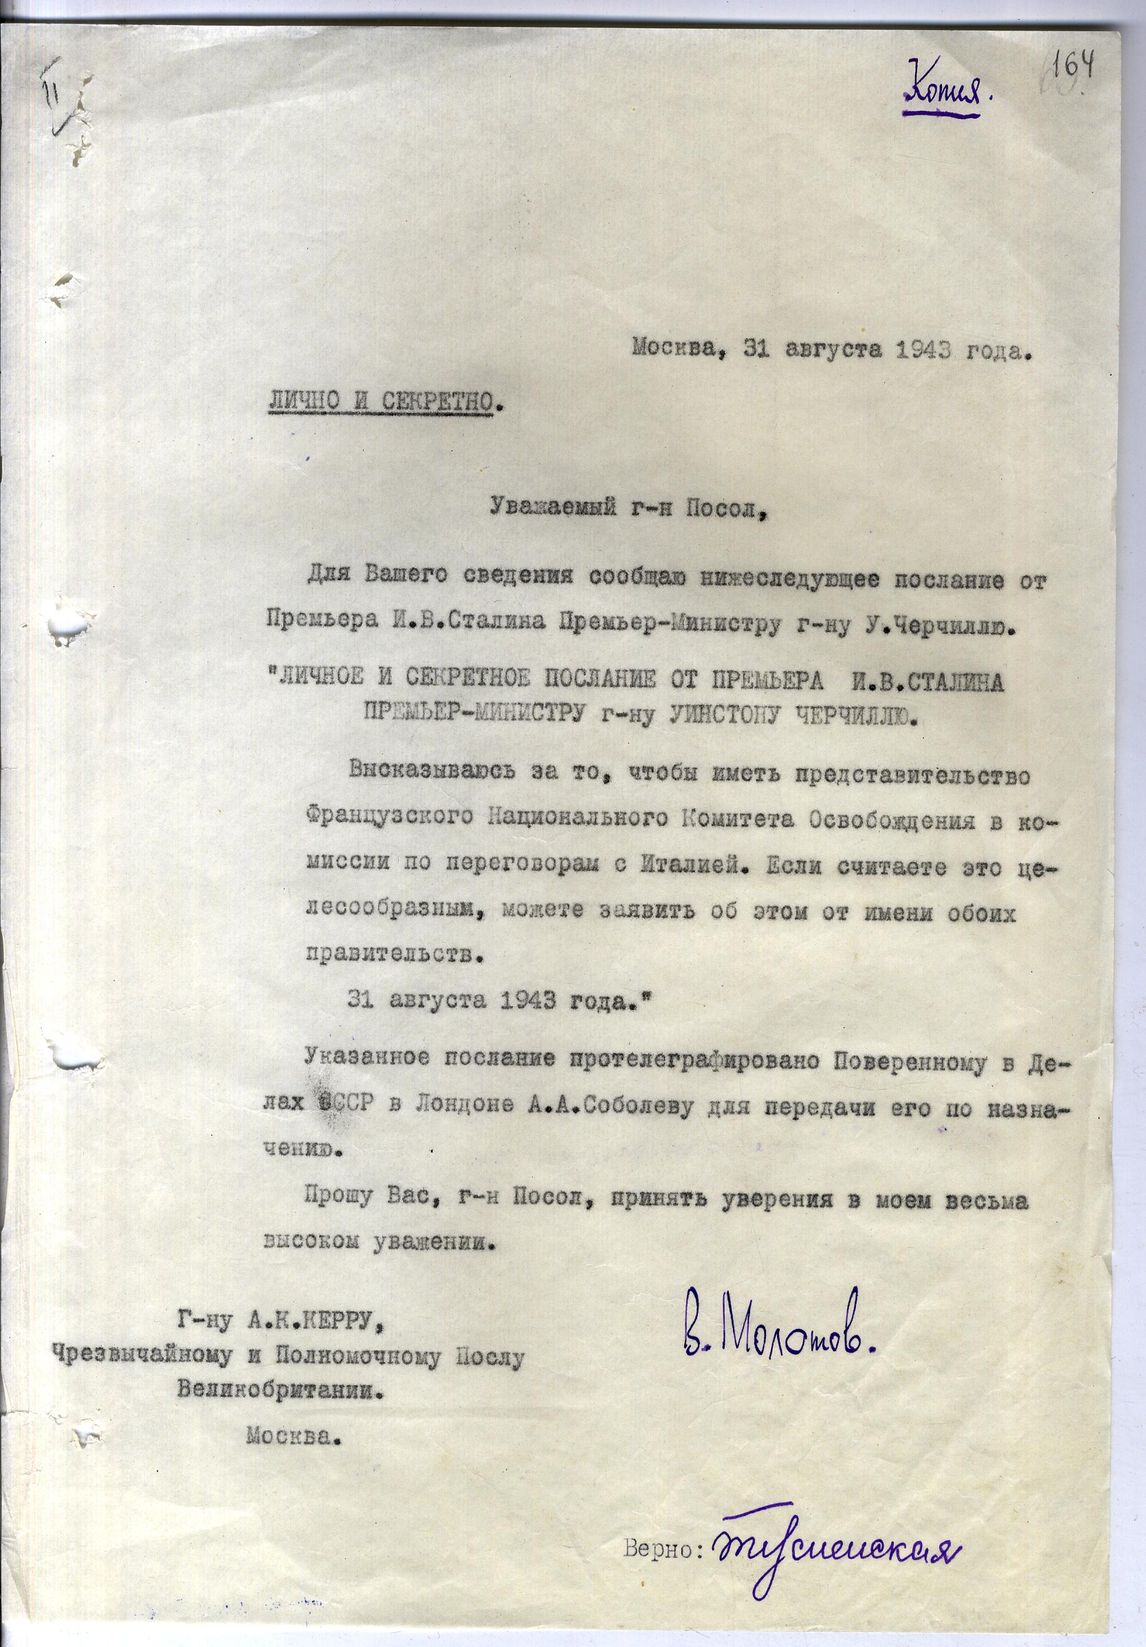 164
Копия.
II
Москва, 31 августа 1943 года.
ЛИЧНО И СЕКРЕТНО.
Уважаемый г-н Посол,
Для Вашего сведения сообщаю нижеследующее послание от
Премьера И.В.Сталина Премьер-Министру г-ну У.Черчиллю.
"ЛИЧНОЕ И СЕКРЕТНОЕ ПОСЛАНИЕ ОТ ПРЕМЬЕРА И.В.СТАЛИНА
ПРЕМЬЕР-МИНИСТРУ г-ну УИНСТОНУ ЧЕРЧИЛЛЮ.
Высказываюсь за то, чтобы иметь представительство
Французского Национального Комитета Освобождения в ко-
миссии по переговорам с Италией. Если считаете это це-
лесообразным, можете заявить об этом от имени обоих
правительств.
31 августа 1943 года."
Указанное послание протелеграфировано Поверенному в Де-
лах СССР в Лондоне А.А.Соболеву для передачи его по назна-
чению.
Прошу Вас, г-н Посол, принять уверения в моем весьма
высоком уважении.
Г-ну А.К.КЕРРУ,
Чрезвычайному и Полномочному Послу
Великобритании.
Москва.
В. Молотов.
Верно: